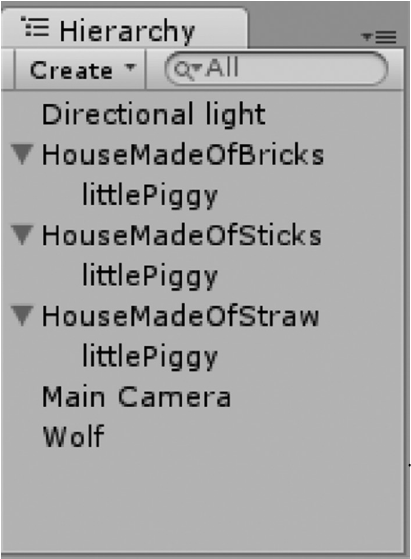 Hierarchy
Create All
Directional light
HouseMadeOfBricks
littlePiggy
HouseMadeOfSticks
littlePiggy
HouseMadeOfStraw
littlePiggy
Main Camera
Wolf